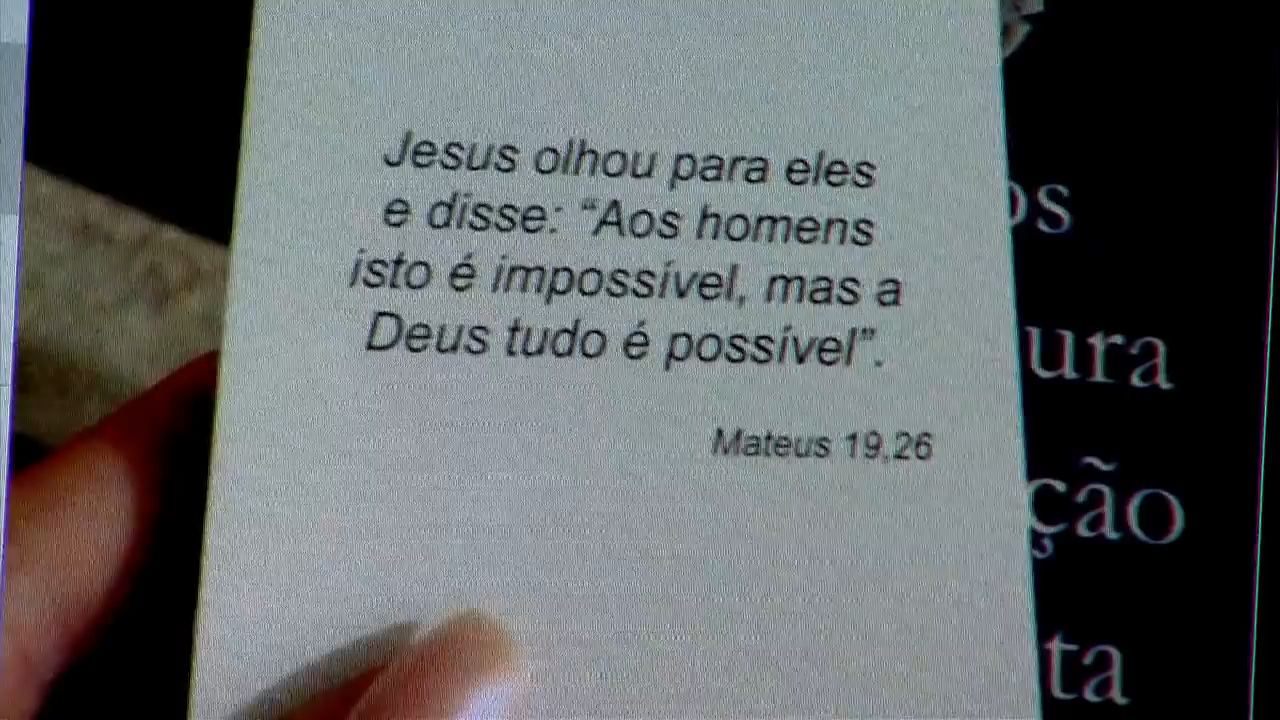 Jesus olhou para eles
e disse: “Aos homens
isto é impossível, mas a
Deus tudo é possível”.
Mateus 19,26
os
ura
ção
ta